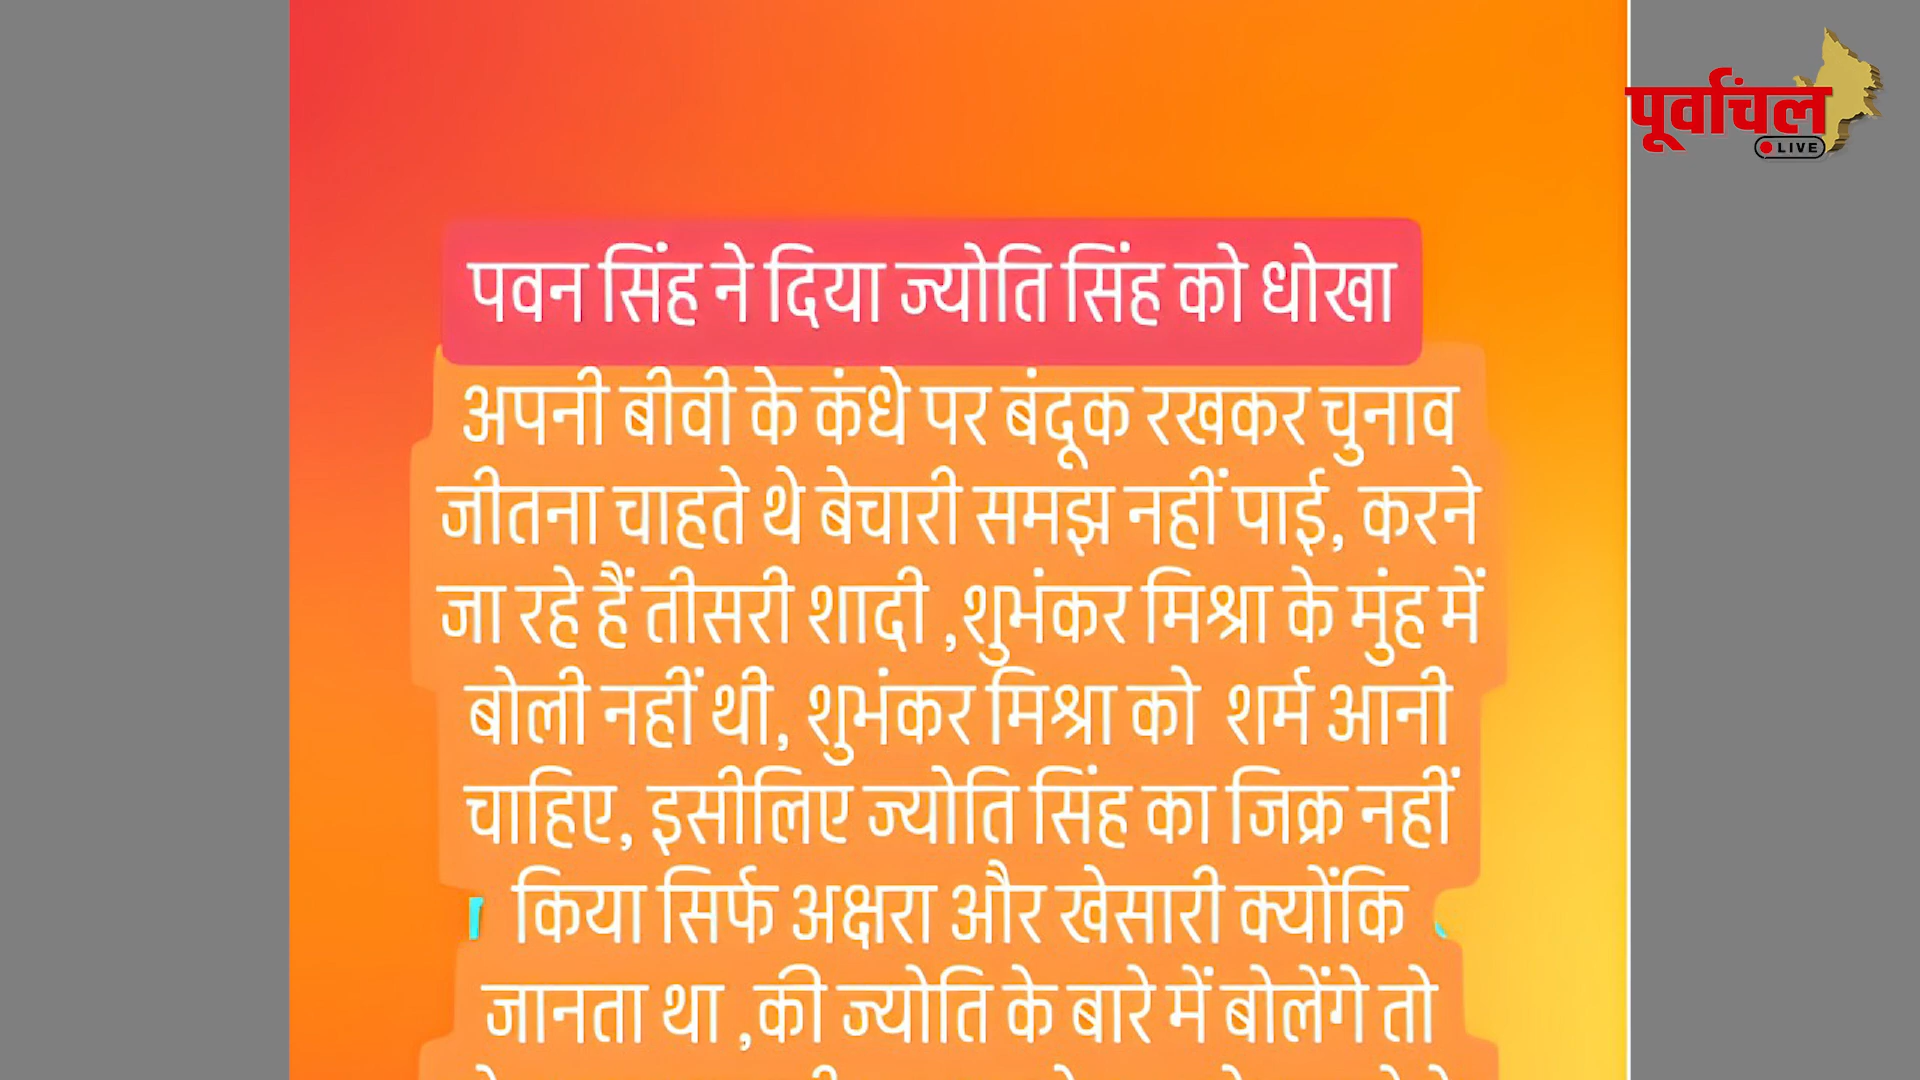 पूर्वांचल
LIVE
पवन सिंह ने दिया ज्योति सिंह को धोखा
अपनी बीवी के कंधे पर बंदूक रखकर चुनाव
जीतना चाहते थे बेचारी समझ नहीं पाई, करने
जा रहे हैं तीसरी शादी ,शुभंकर मिश्रा के मुंह में
बोली नहीं थी, शुभंकर मिश्रा को शर्म आनी
चाहिए, इसीलिए ज्योति सिंह का जिक्र नहीं
किया सिर्फ अक्षरा और खेसारी क्योंकि
जानता था ,की ज्योति के बारे में बोलेंगे तो